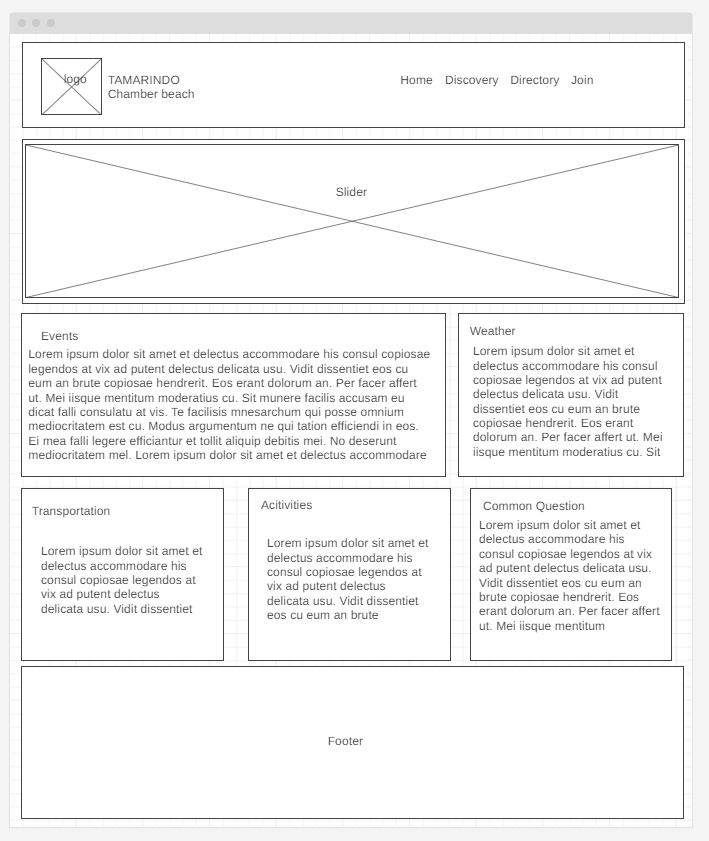 logo
TAMARINDO
Chamber beach
Home Discovery Directory Join
Slider
Events
Lorem ipsum dolor sit amet et delectus accommodare his consul copiosae
legendos at vix ad putent delectus delicata usu. Vidit dissentiet eos cu
eum an brute copiosae hendrerit. Eos erant dolorum an. Per facer affert
ut. Mei iisque mentitum moderatius cu. Sit munere facilis accusam eu
dicat falli consulatu at vis. Te facilisis mnesarchum qui posse omnium
mediocritatem est cu. Modus argumentum ne qui tation efficiendi in eos.
Ei mea falli legere efficiantur et tollit aliquip debitis mei. No deserunt
mediocritatem mel. Lorem ipsum dolor sit amet et delectus accommodare
Weather
Lorem ipsum dolor sit amet et
delectus accommodare his consul
copiosae legendos at vix ad putent
delectus delicata usu. Vidit
dissentiet eos cu eum an brute
copiosae hendrerit. Eos erant
dolorum an. Per facer affert ut. Mei
iisque mentitum moderatius cu. Sit
Transportation
Lorem ipsum dolor sit amet et
delectus accommodare his
consul copiosae legendos at
vix ad putent delectus
delicata usu. Vidit dissentiet
Acitivities
Lorem ipsum dolor sit amet et
delectus accommodare his
consul copiosae legendos at
vix ad putent delectus
delicata usu. Vidit dissentiet
eos cu eum an brute
Common Question
Lorem ipsum dolor sit amet et
delectus accommodare his
consul copiosae legendos at vix
ad putent delectus delicata usu.
Vidit dissentiet eos cu eum an
brute copiosae hendrerit. Eos
erant dolorum an. Per facer affert
ut. Mei iisque mentitum
Footer